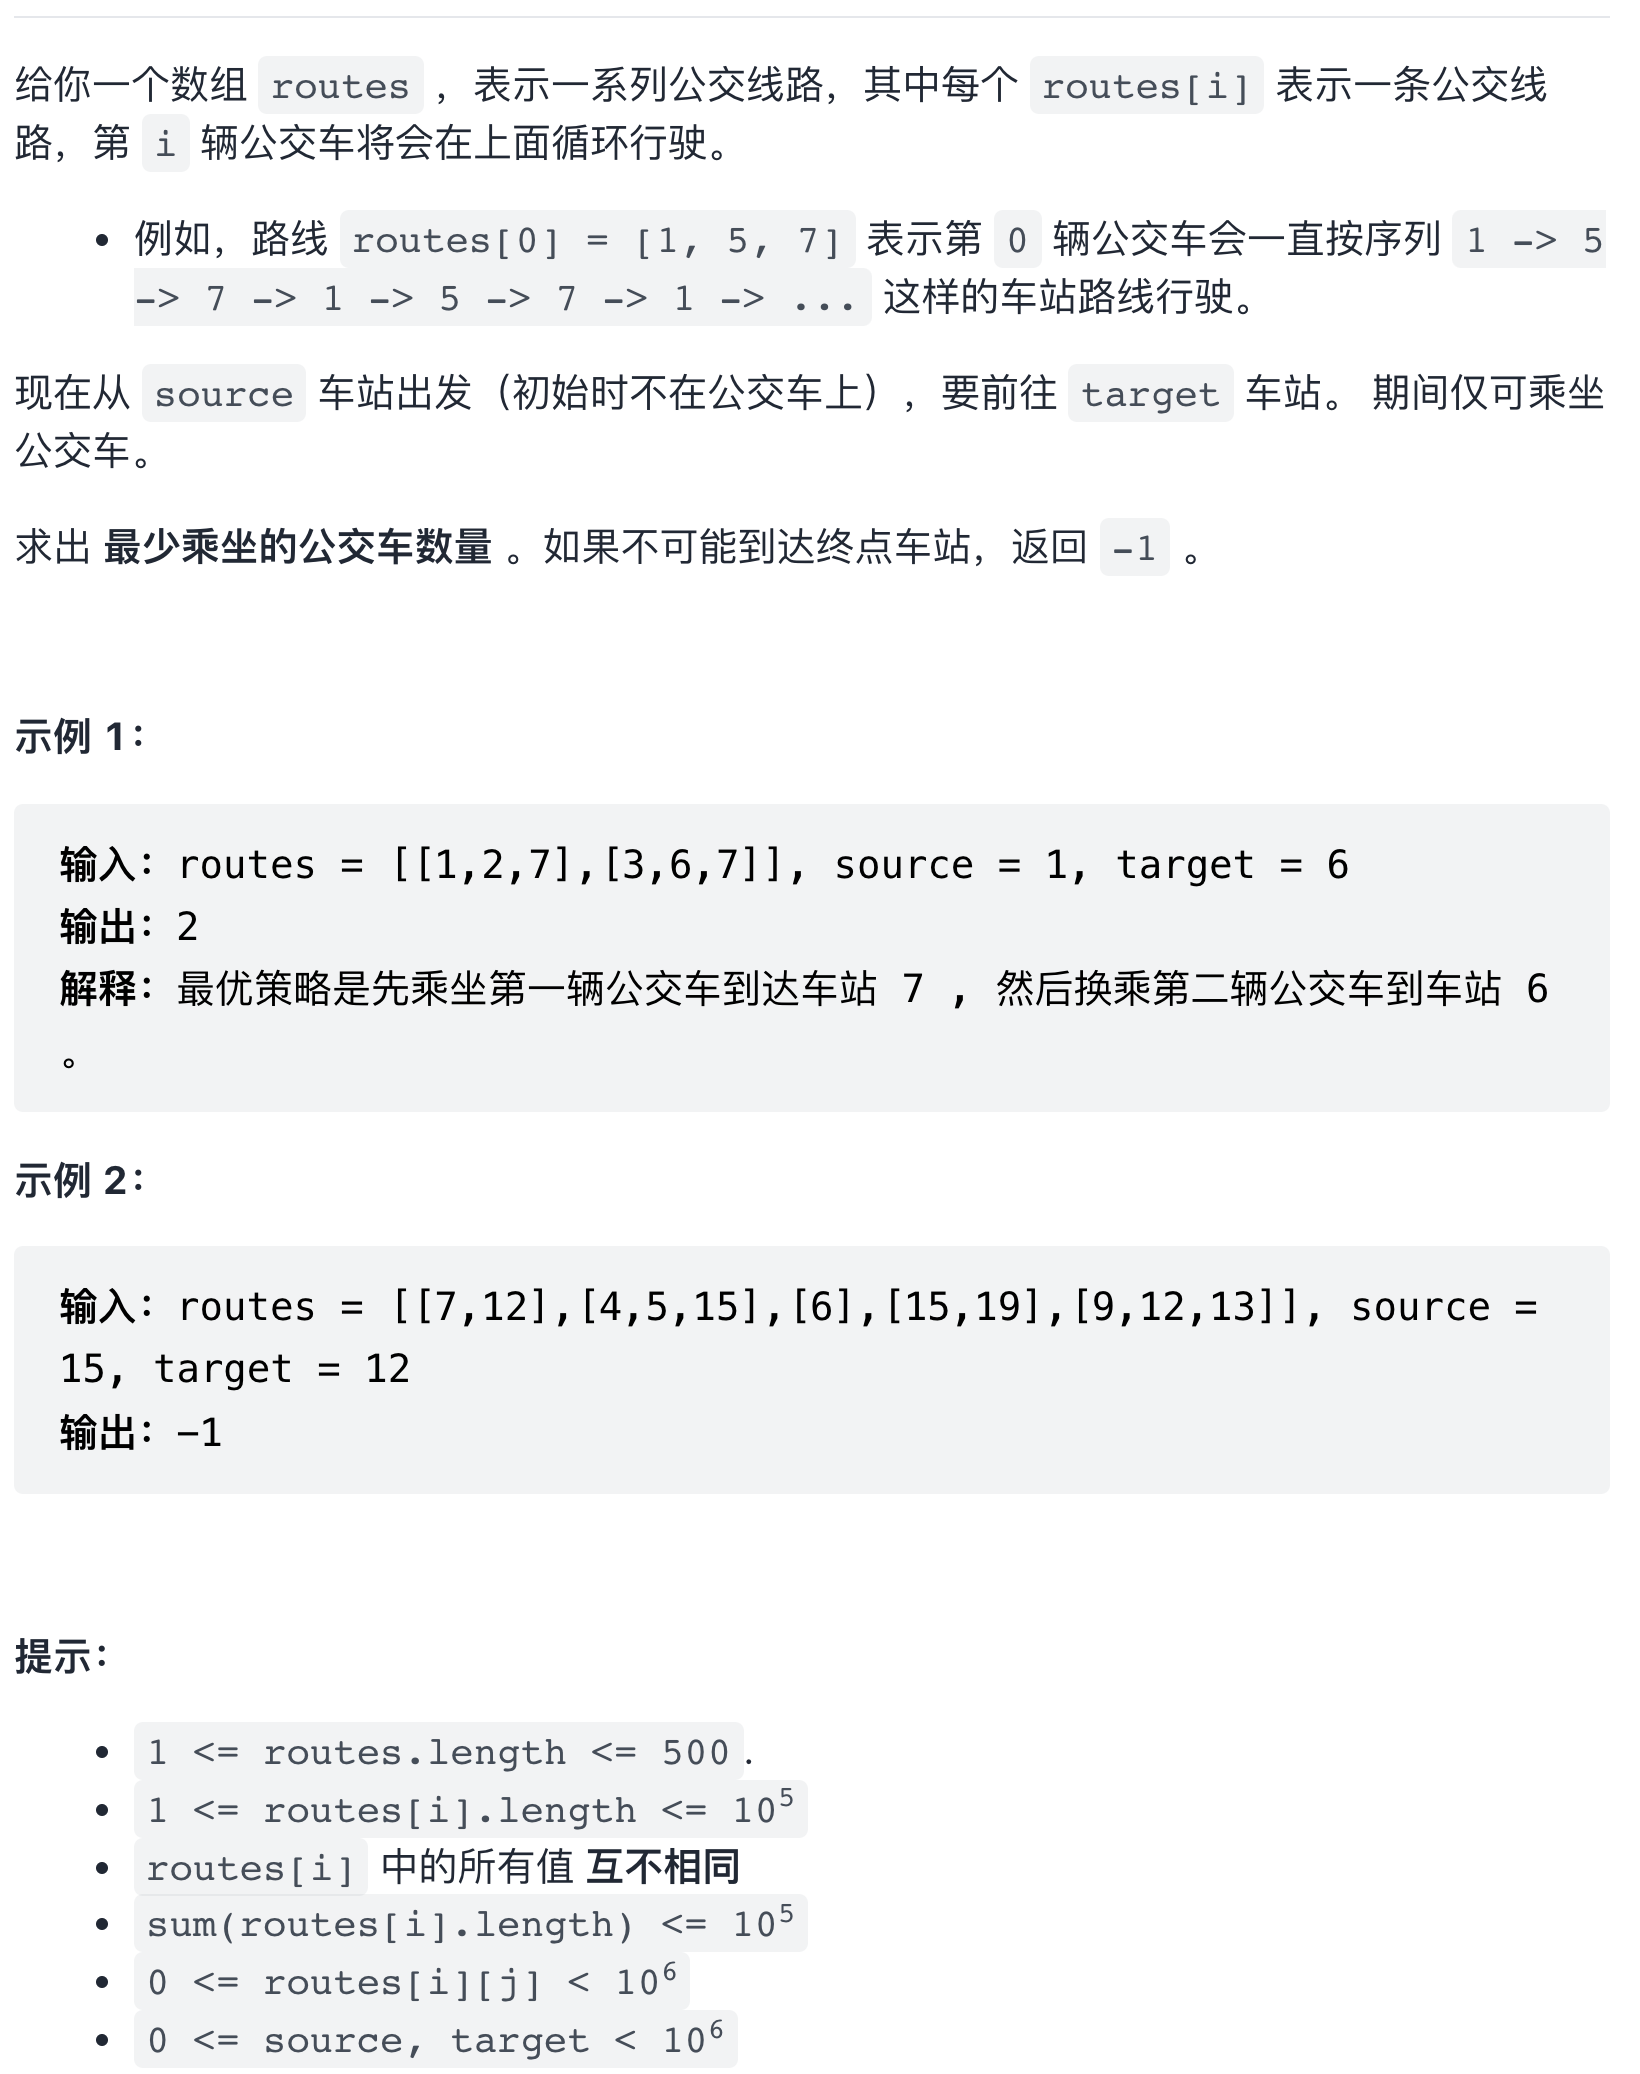 给你一个数组 routes ，表示一系列公交线路，其中每个 routes[i] 表示一条公交线
路，第 i 辆公交车将会在上面循环行驶。
• 例如，路线 routes[0] = [1, 5, 7] 表示第 0 辆公交车会一直按序列 1 -> 5
-> 7 -> 1 -> 5 -> 7 -> 1 -> ... 这样的车站路线行驶。
现在从 source 车站出发（初始时不在公交车上），要前往 target 车站。 期间仅可乘坐
公交车。
求出 最少乘坐的公交车数量 。如果不可能到达终点车站，返回 -1 。
示例 1：
输入：routes = [[1,2,7],[3,6,7]], source = 1, target = 6
输出：2
解释：最优策略是先乘坐第一辆公交车到达车站 7 , 然后换乘第二辆公交车到车站 6
。
示例 2：
输入：routes = [[7,12],[4,5,15],[6],[15,19],[9,12,13]], source =
15, target = 12
输出：-1
提示：
• 1 <= routes.length <= 500.
• 1 <= routes[i].length <= 10⁵
• routes[i] 中的所有值 互不相同
• sum(routes[i].length) <= 10⁵
• 0 <= routes[i][j] < 10⁶
• 0 <= source, target < 10⁶